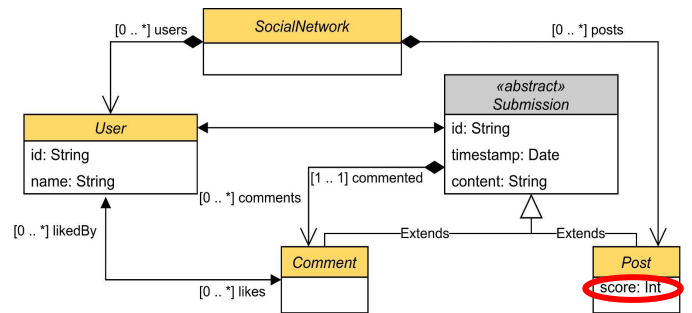 [0 .. *] users
SocialNetwork
[0 .. *] posts
«abstract»
Submission
User
id: String
name: String
id: String
timestamp: Date
content: String
[1 .. 1] commented
[0 .. *] comments
[0 .. *] likedBy
Extends
Extends
Comment
Post
score: Int
[0 .. *] likes